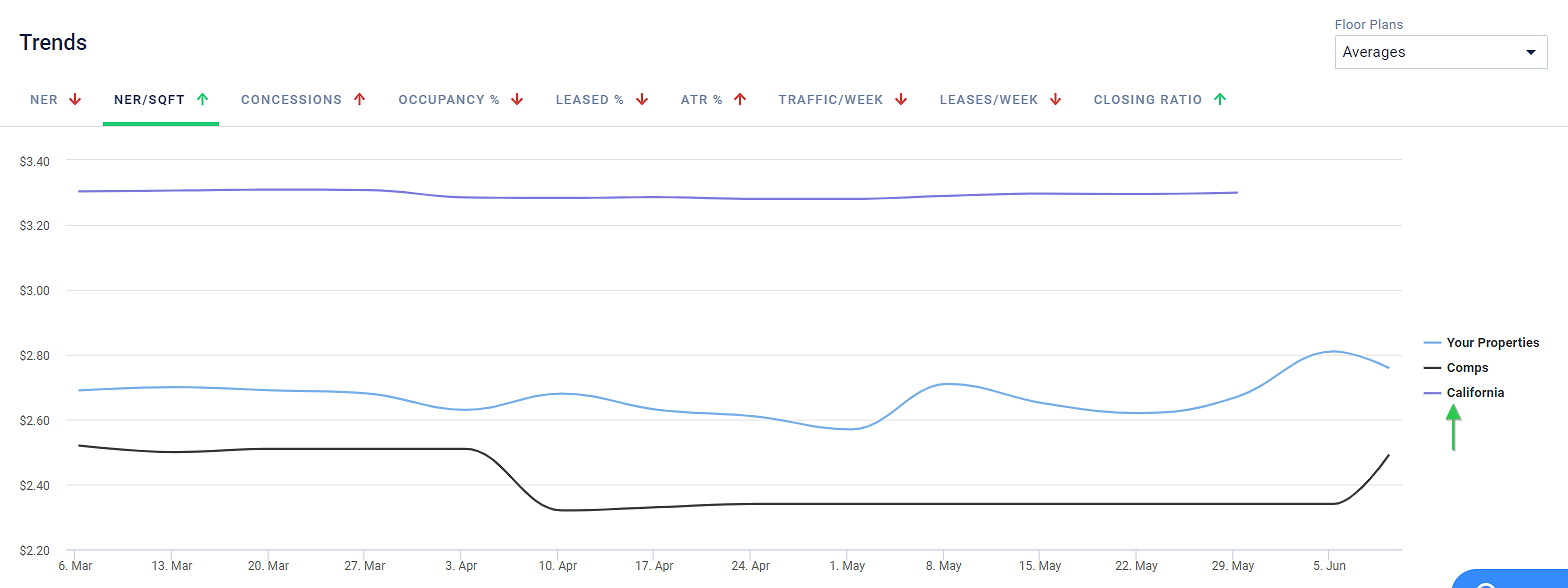 Floor Plans
Trends
Averages
NER NER/SQFT CONCESSIONS OCCUPANCY % LEASED % ATR % TRAFFIC/WEEK LEASES/WEEK CLOSING RATIO
$3.40
$3.20
$3.00
$2.80
$2.60
$2.40
$2.20
6. Mar 13. Mar 20. Mar 27. Mar 3. Apr 10. Apr 17. Apr 24. Apr 1. May 8. May 15. May 22. May 29. May 5. Jun
Your Properties
Comps
California